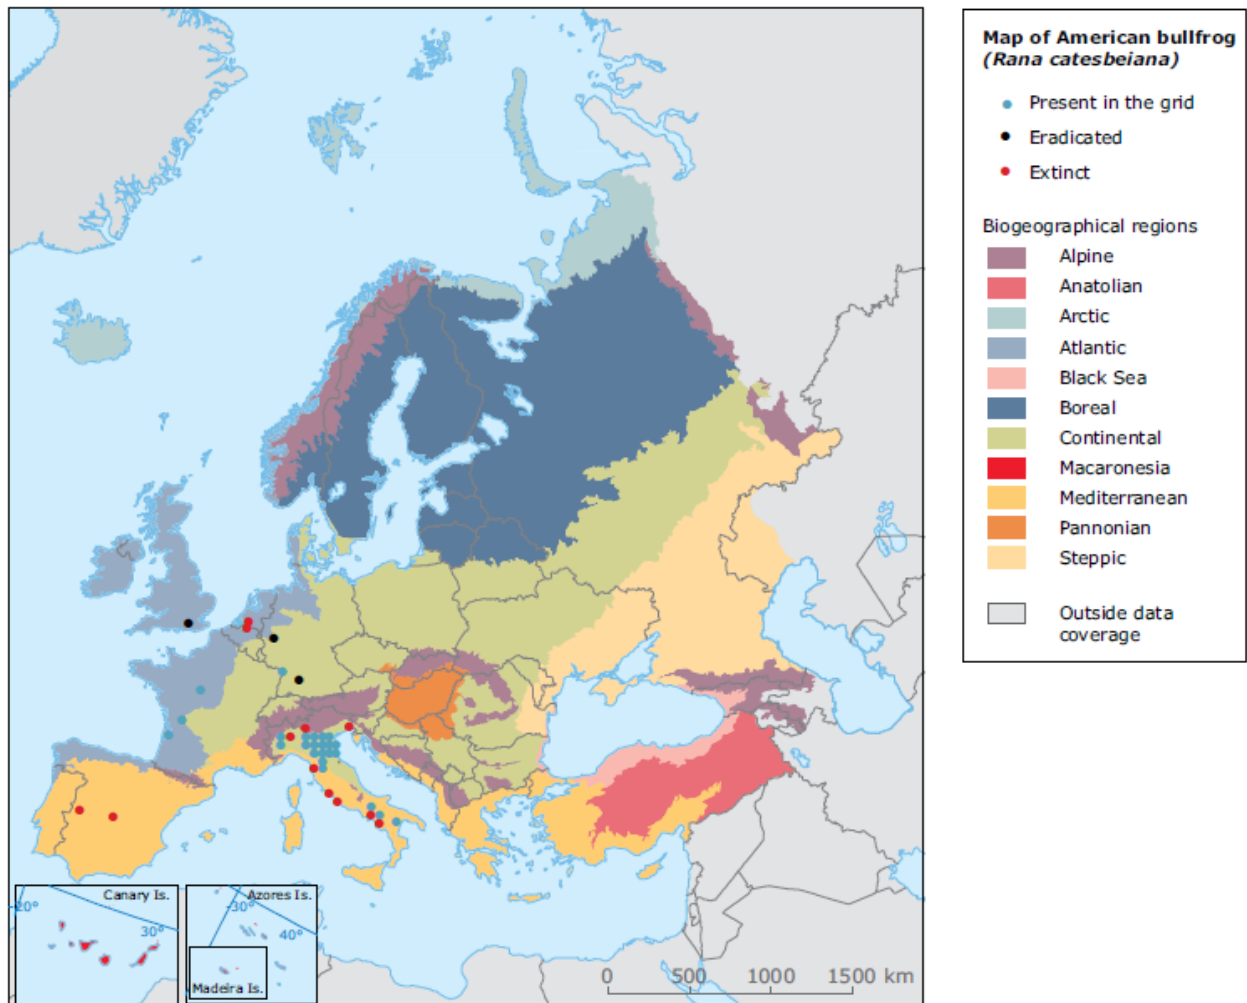 Map of American bullfrog
(Rana catesbeiana)
Present in the grid
Eradicated
Extinct
Biogeographical regions
Alpine
Anatolian
Arctic
Atlantic
Black Sea
Boreal
Continental
Macaronesia
Mediterranean
Pannonian
Steppic
Outside data
coverage
Canary Is.
-20°
30°
Azores Is.
-30°
40°
Madeira Is.
0 500 1000 1500 km